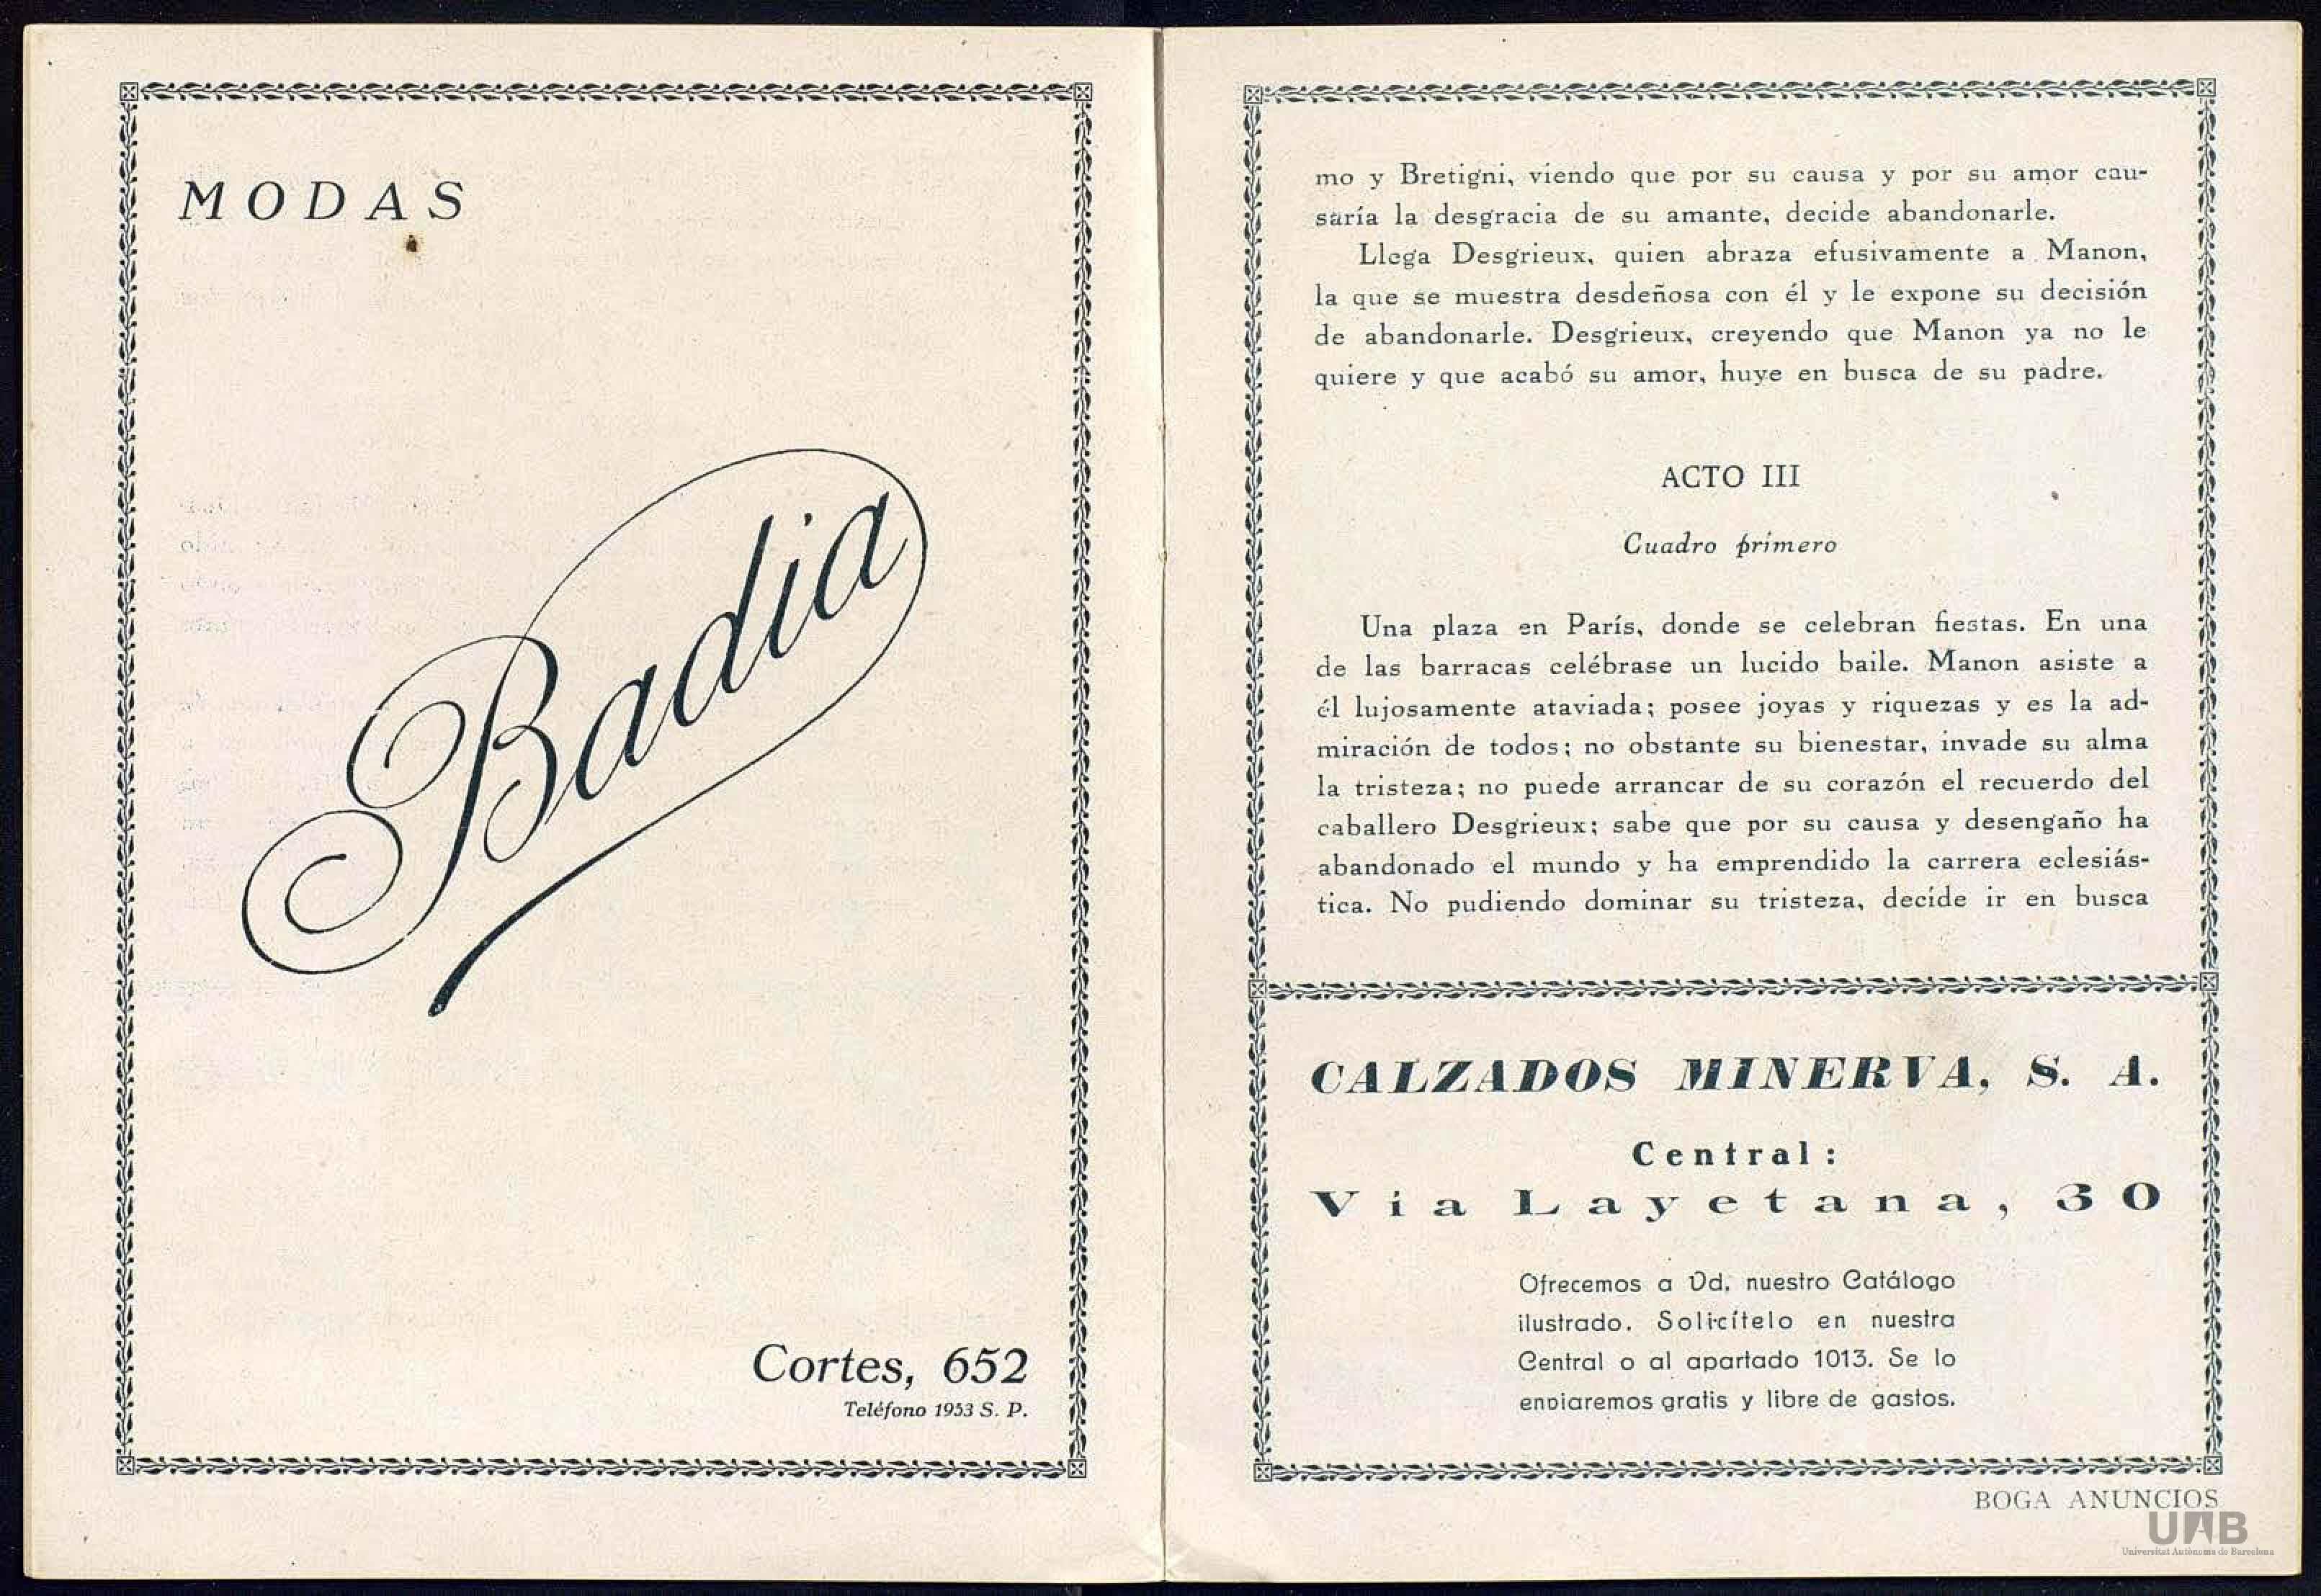 MODAS
Badia
Cortes, 652
Teléfono 1953 S. P.
mo y Bretigni, viendo que por su causa y por su amor cau-
saría la desgracia de su amante, decide abandonarle.
Llega Desgrieux, quien abraza efusivamente a Manon,
la que se muestra desdeñosa con él y le expone su decisión
de abandonarle. Desgrieux, creyendo que Manon ya no le
quiere y que acabó su amor, huye en busca de su padre.
ACTO III
Cuadro primero
Una plaza en París, donde se celebran fiestas. En una
de las barracas celébrase un lucido baile. Manon asiste a
él lujosamente ataviada; posee joyas y riquezas y es la ad-
miración de todos; no obstante su bienestar, invade su alma
la tristeza; no puede arrancar de su corazón el recuerdo del
caballero Desgrieux; sabe que por su causa y desengaño ha
abandonado el mundo y ha emprendido la carrera eclesiás-
tica. No pudiendo dominar su tristeza, decide ir en busca
CALZADOS MINERVA, S. A.
Central:
Vía Layetana, 30
Ofrecemos a Vd. nuestro Catálogo
ilustrado. Solicítelo en nuestra
Central o al apartado 1013. Se lo
enviaremos gratis y libre de gastos.
BOGA ANUNCIOS
UAB
Universitat Autònoma de Barcelona